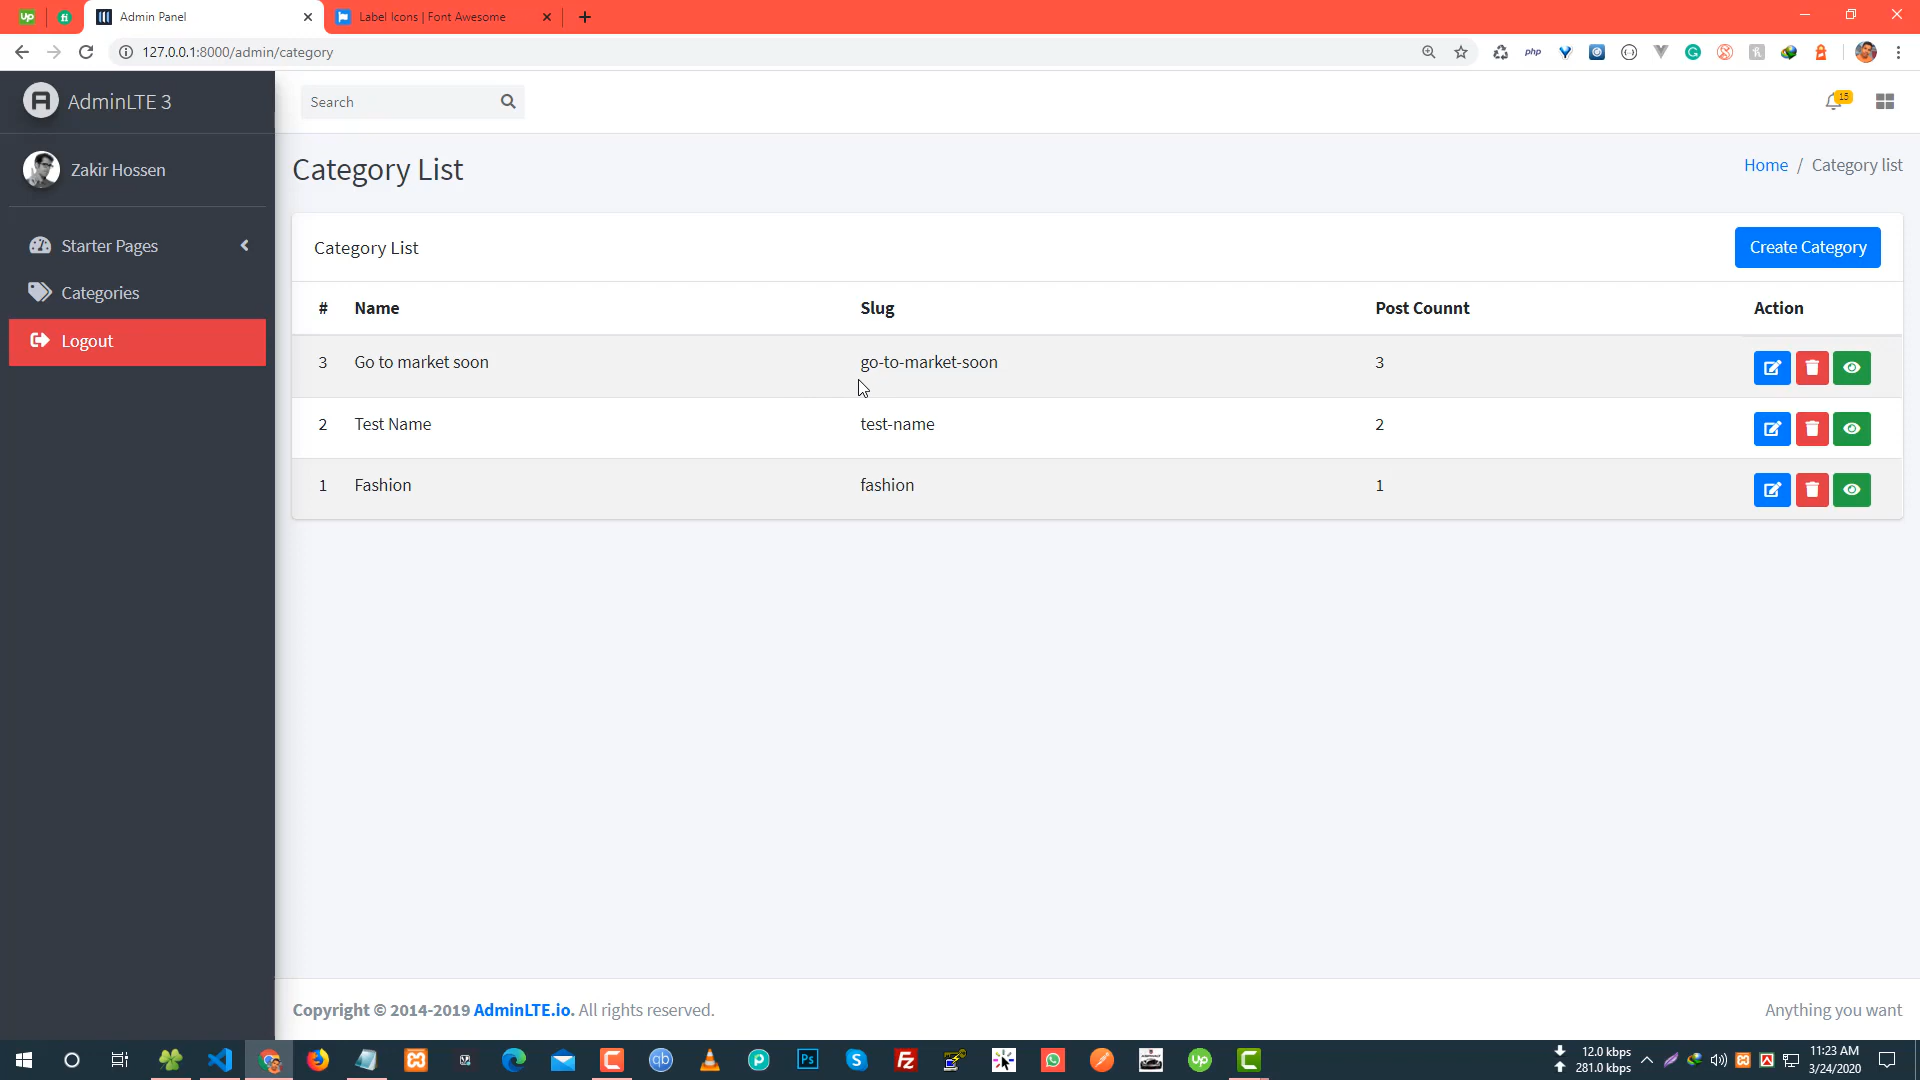 Admin Panel
Label Icons | Font Awesome
127.0.0.1:8000/admin/category
php
AdminLTE 3
Search
15
Zakir Hossen
Category List
Home / Category list
Starter Pages
Categories
Logout
Category List
Create Category
# Name Slug Post Counnt Action
3 Go to market soon go-to-market-soon 3
2 Test Name test-name 2
1 Fashion fashion 1
Copyright © 2014-2019 AdminLTE.io. All rights reserved.
Anything you want
12.0 kbps
281.0 kbps
11:23 AM
3/24/2020